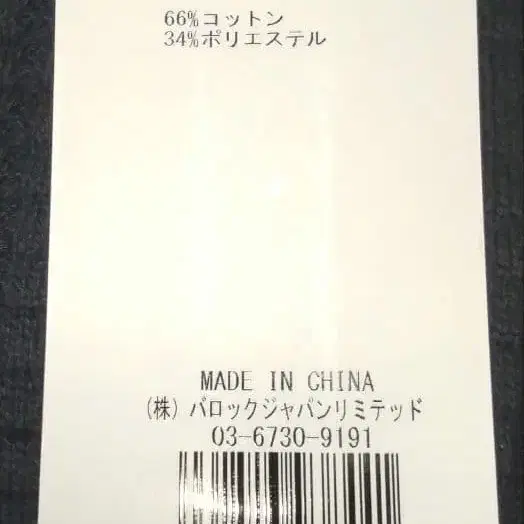 66%コットン
34%ポリエステル
MADE IN CHINA
(株) バロックジャパンリミテッド
03-6730-9191